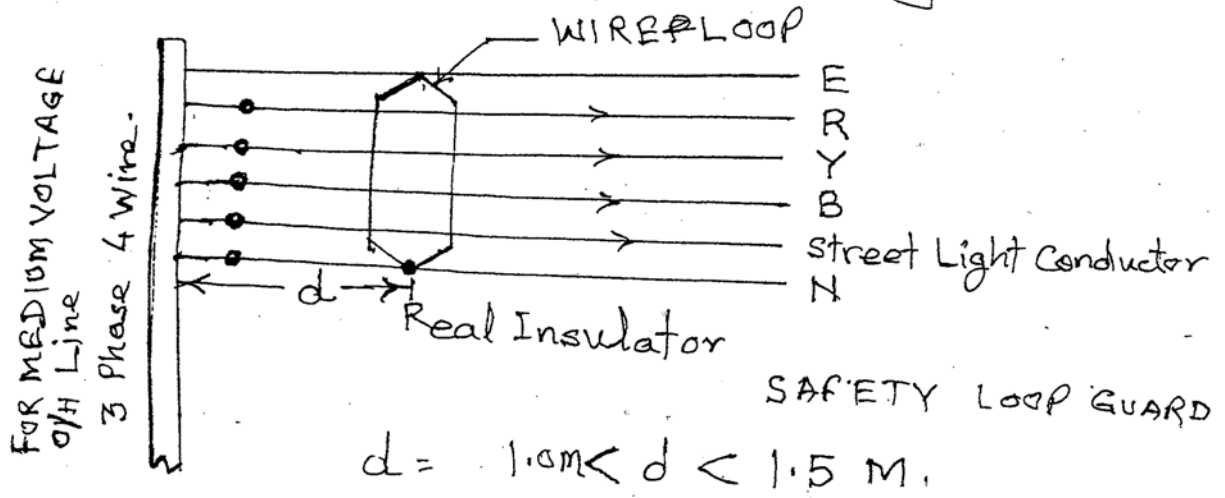 WIRE LOOP
E
R
Y
B
Street Light Conductor
N
FOR MEDIUM VOLTAGE
O/H Line
3 Phase 4 Wire.
d
Real Insulator
SAFETY LOOP GUARD
d = 1.0m < d < 1.5 M.